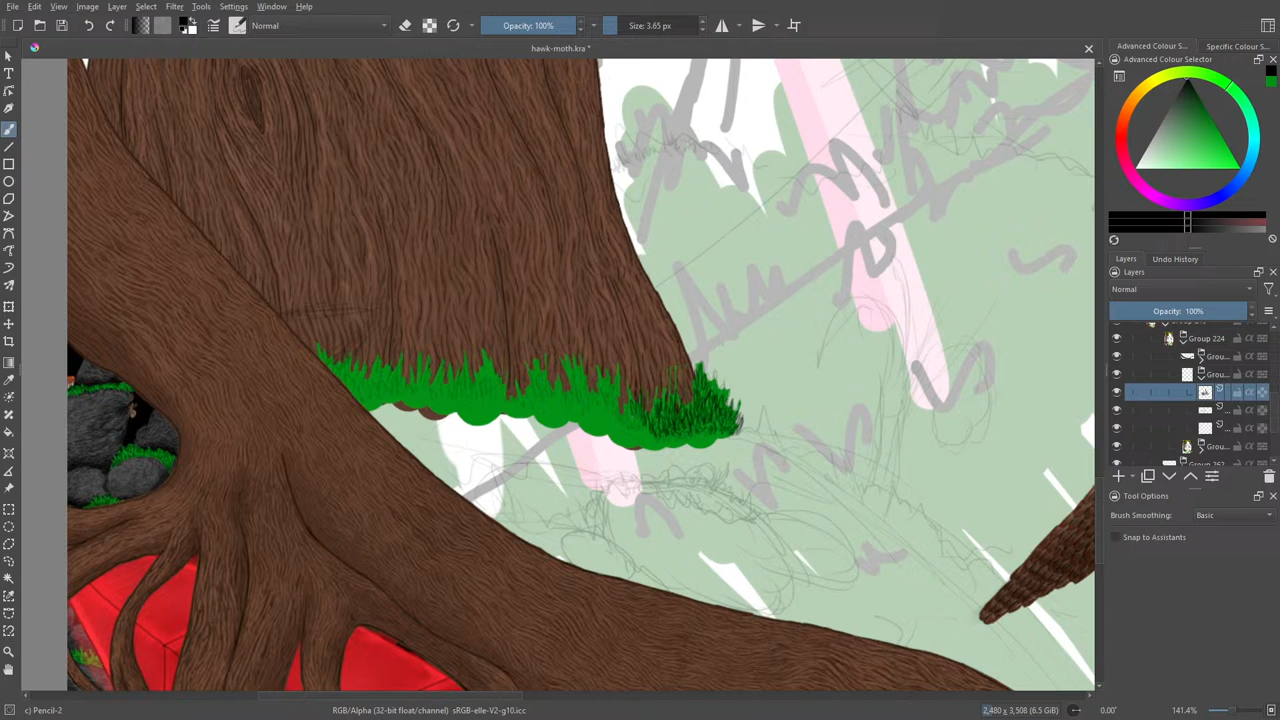 File Edit View Image Layer Select Filter Tools Settings Window Help
Normal Opacity: 100% Size: 3.65 px
hawk-moth.kra *
Advanced Colour S... Specific Colour S...
Advanced Colour Selector
Layers Undo History
Layers
Normal
Opacity: 100%
Group 224
Grou...
Grou...
...
...
...
Grou...
Group 262
Tool Options
Brush Smoothing: Basic
Snap to Assistants
c) Pencil-2 RGB/Alpha (32-bit float/channel) sRGB-elle-V2-g10.icc 2,480 x 3,508 (6.5 GiB) 0.00° 141.4%